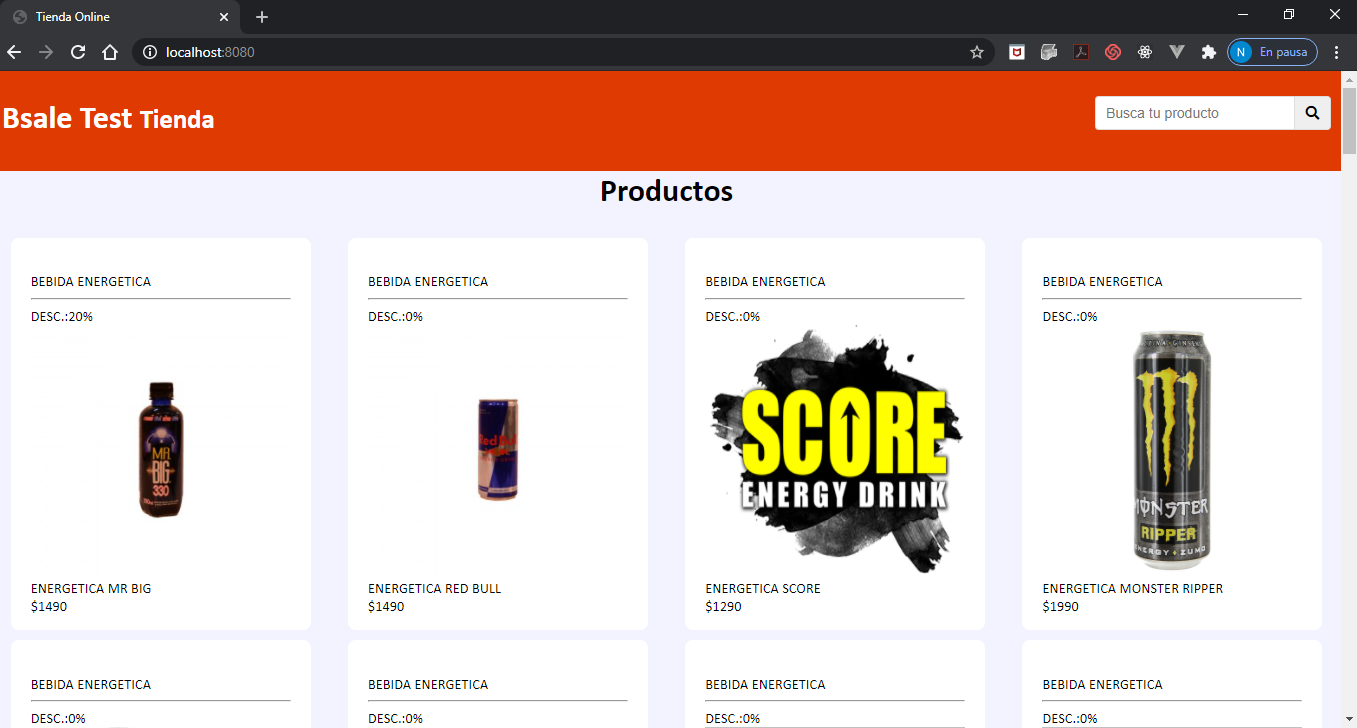 Tienda Online
localhost:8080
N En pausa
Bsale Test Tienda
Busca tu producto
Productos
BEBIDA ENERGETICA
DESC.:20%
MR.
BIG
330
ENERGETICA MR BIG
$1490
BEBIDA ENERGETICA
DESC.:0%
Red Bull
ENERGETICA RED BULL
$1490
BEBIDA ENERGETICA
DESC.:0%
SCORE
ENERGY DRINK
ENERGETICA SCORE
$1290
BEBIDA ENERGETICA
DESC.:0%
MONSTER
RIPPER
ENERGETICA MONSTER RIPPER
$1990
BEBIDA ENERGETICA
DESC.:0%
BEBIDA ENERGETICA
DESC.:0%
BEBIDA ENERGETICA
DESC.:0%
BEBIDA ENERGETICA
DESC.:0%